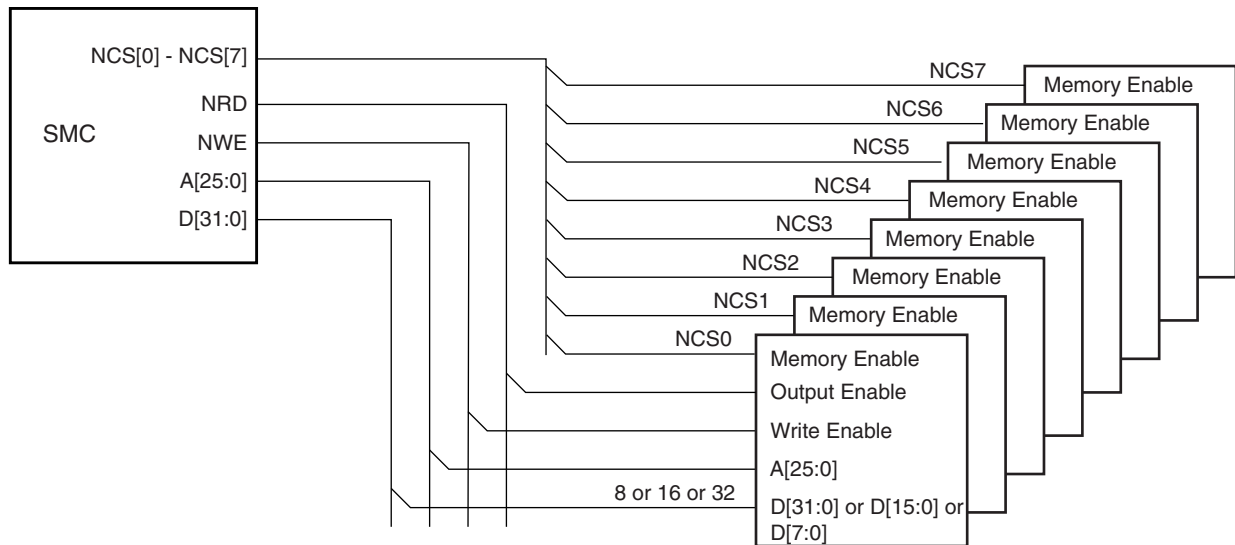 NCS[0] - NCS[7]
NRD
SMC
NWE
A[25:0]
D[31:0]
NCS7
Memory Enable
NCS6
Memory Enable
NCS5
Memory Enable
NCS4
Memory Enable
NCS3
Memory Enable
NCS2
Memory Enable
NCS1
Memory Enable
NCS0
Memory Enable
Output Enable
Write Enable
A[25:0]
8 or 16 or 32
D[31:0] or D[15:0] or
D[7:0]